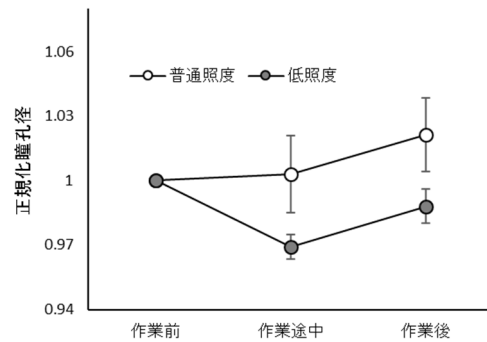 1.06
普通照度 低照度
1.03
正規化瞳孔径
1
0.97
0.94
作業前 作業途中 作業後